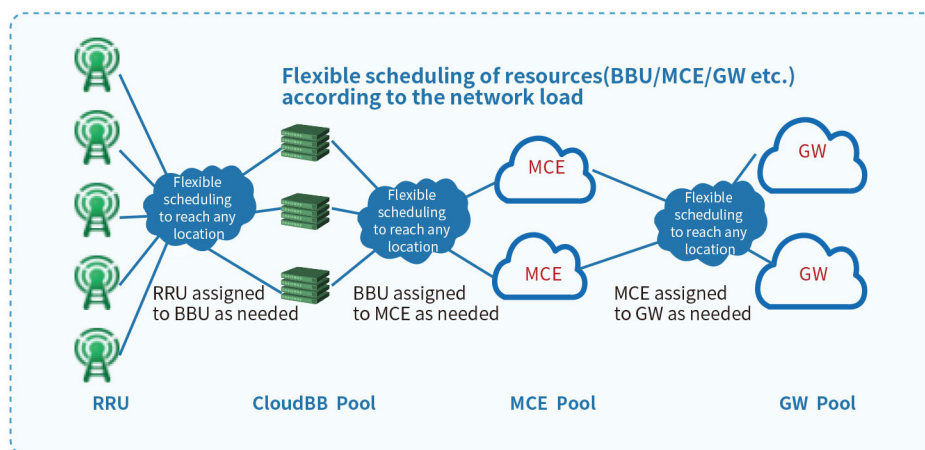 Flexible scheduling of resources(BBU/MCE/GW etc.)
according to the network load
Flexible
scheduling
to reach any
location
Flexible
scheduling
to reach any
location
Flexible
scheduling
to reach any
location
MCE
MCE
GW
GW
RRU assigned
to BBU as needed
BBU assigned
to MCE as needed
MCE assigned
to GW as needed
RRU
CloudBB Pool
MCE Pool
GW Pool